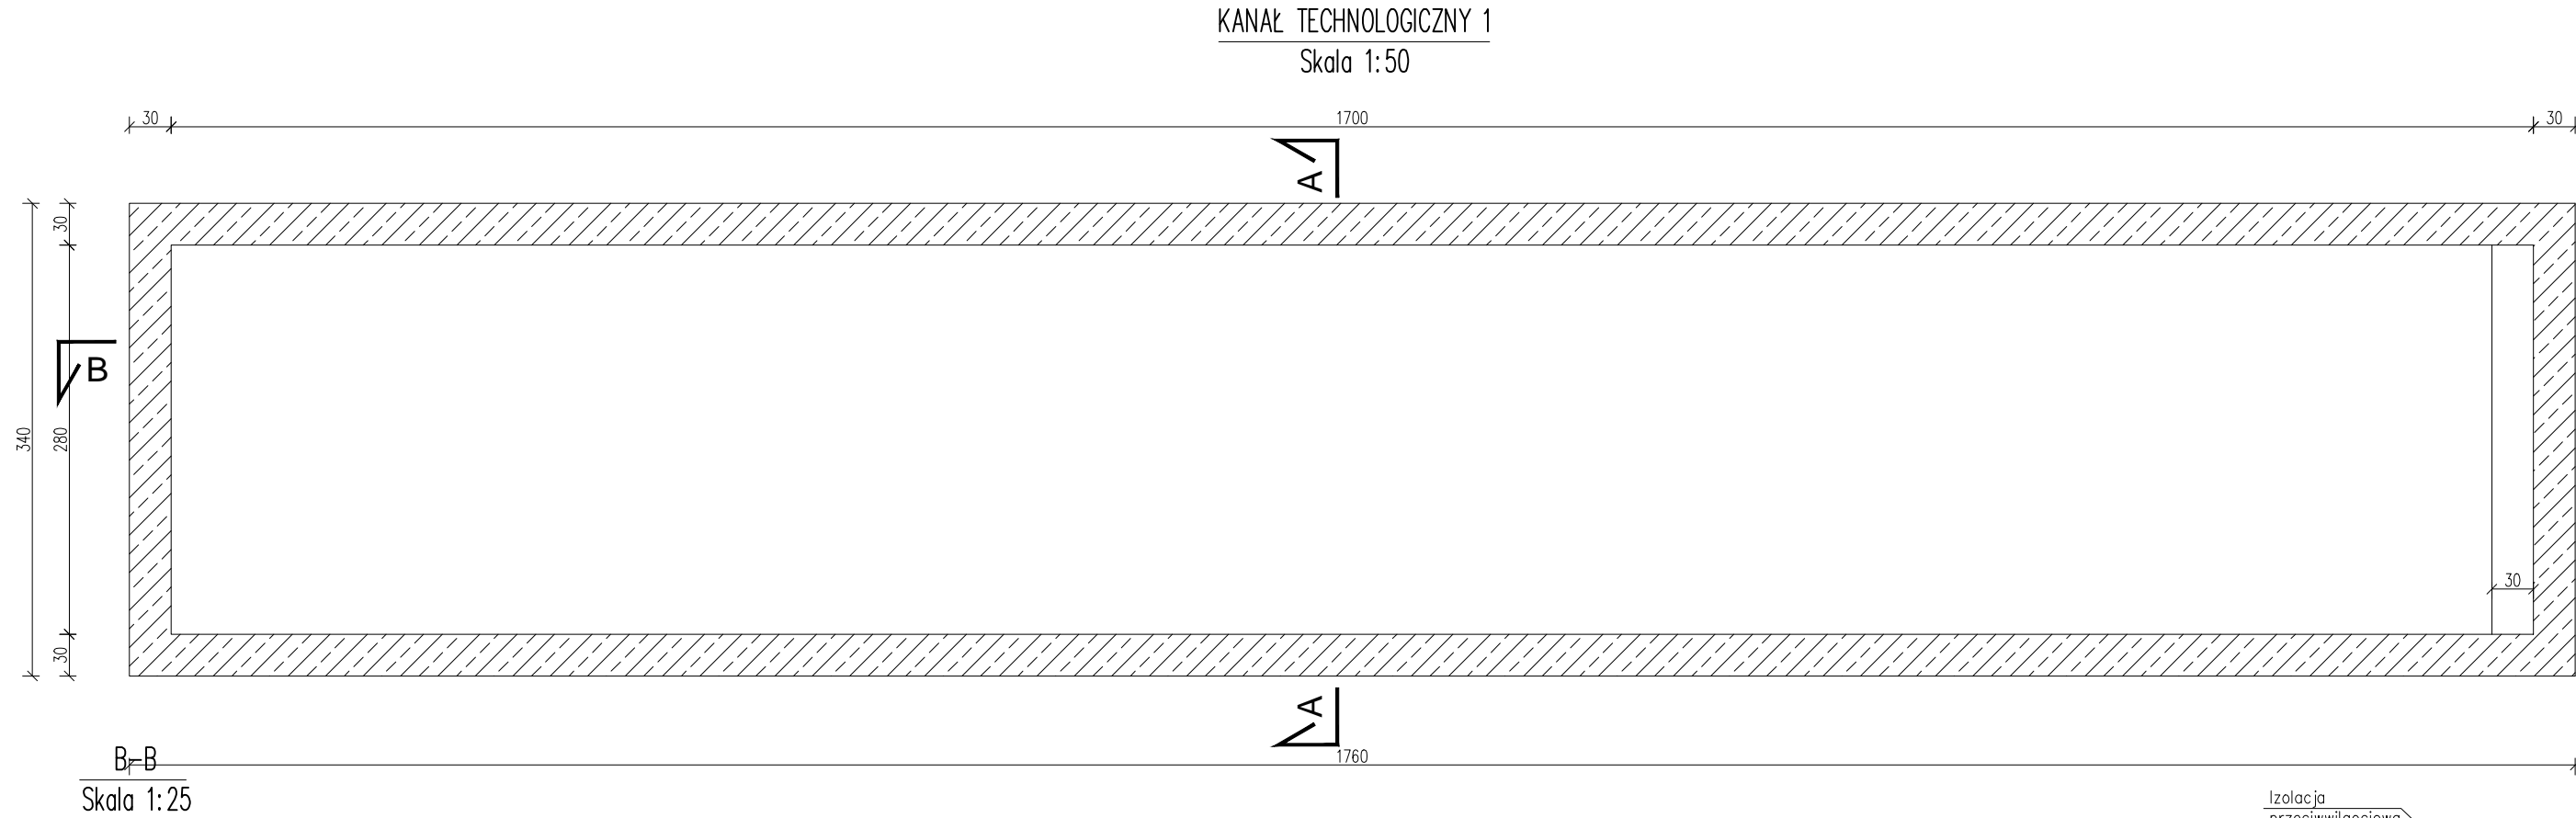 KANAŁ TECHNOLOGICZNY 1
Skala 1:50
30 1700 30
A
30
B
340 280
30
30
A
1760
B-B
Skala 1:25
Izolacja
przeciwwilgociowa